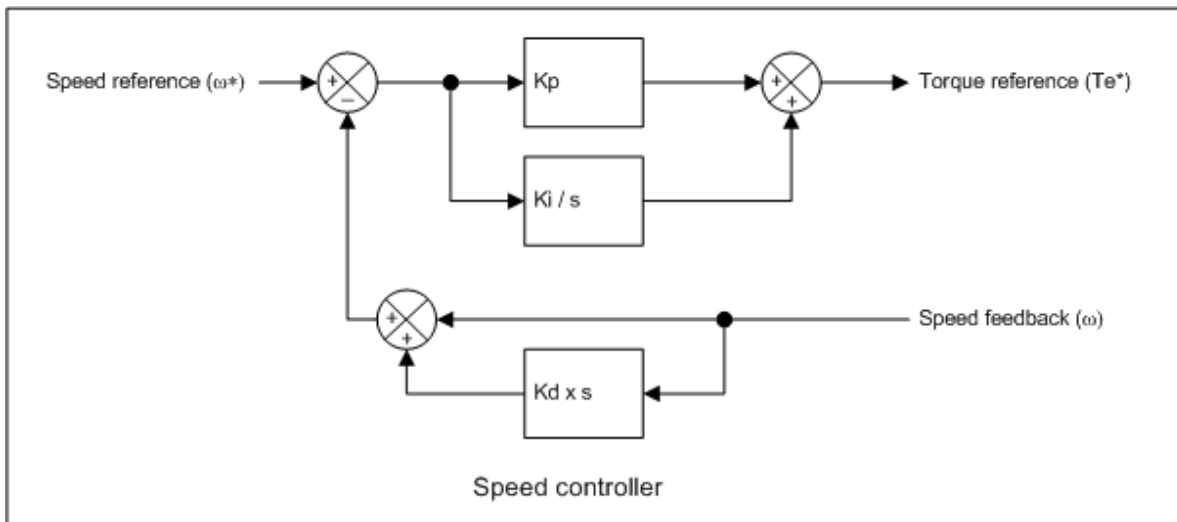 Speed reference (ω*)
+
−
Kp
+
+
Torque reference (Te*)
Ki / s
+
+
Speed feedback (ω)
Kd x s
Speed controller